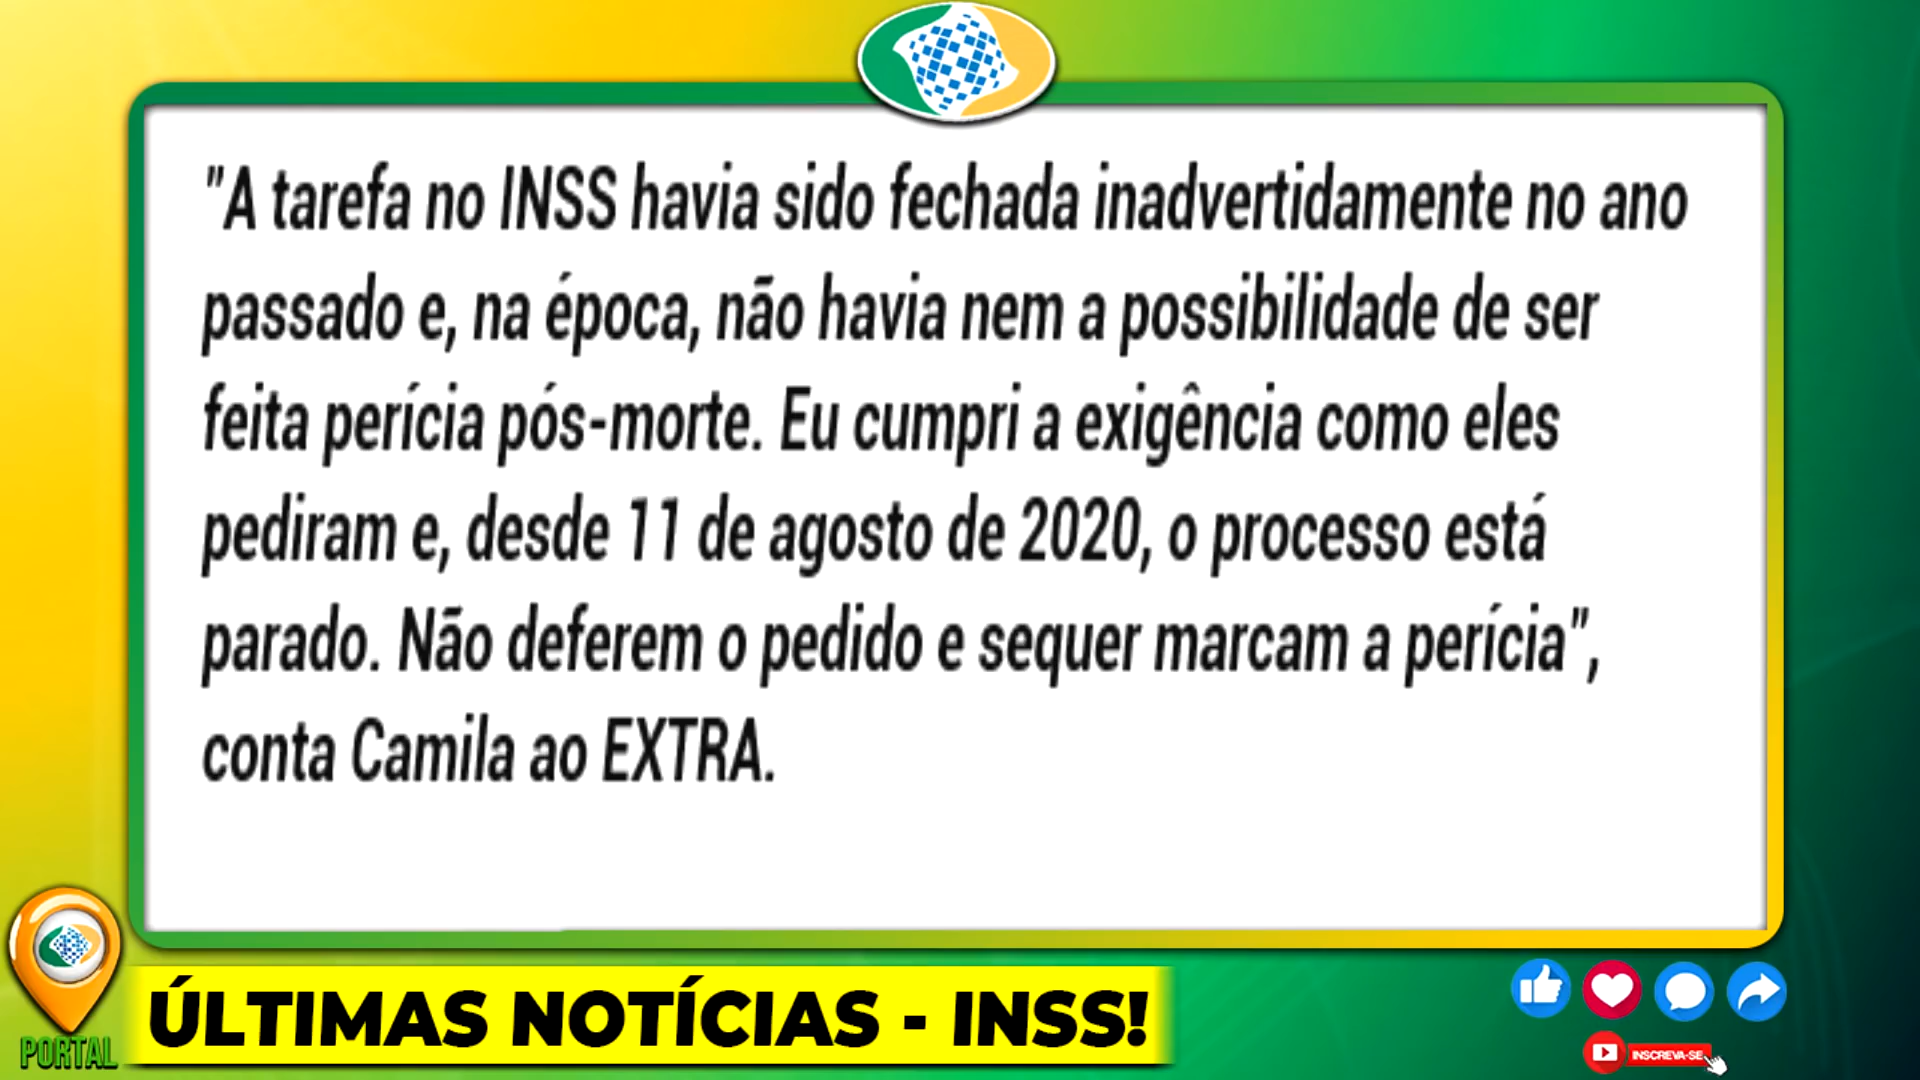 "A tarefa no INSS havia sido fechada inadvertidamente no ano
passado e, na época, não havia nem a possibilidade de ser
feita perícia pós-morte. Eu cumpri a exigência como eles
pediram e, desde 11 de agosto de 2020, o processo está
parado. Não deferem o pedido e sequer marcam a perícia",
conta Camila ao EXTRA.
ÚLTIMAS NOTÍCIAS - INSS!
PORTAL
INSCREVA-SE